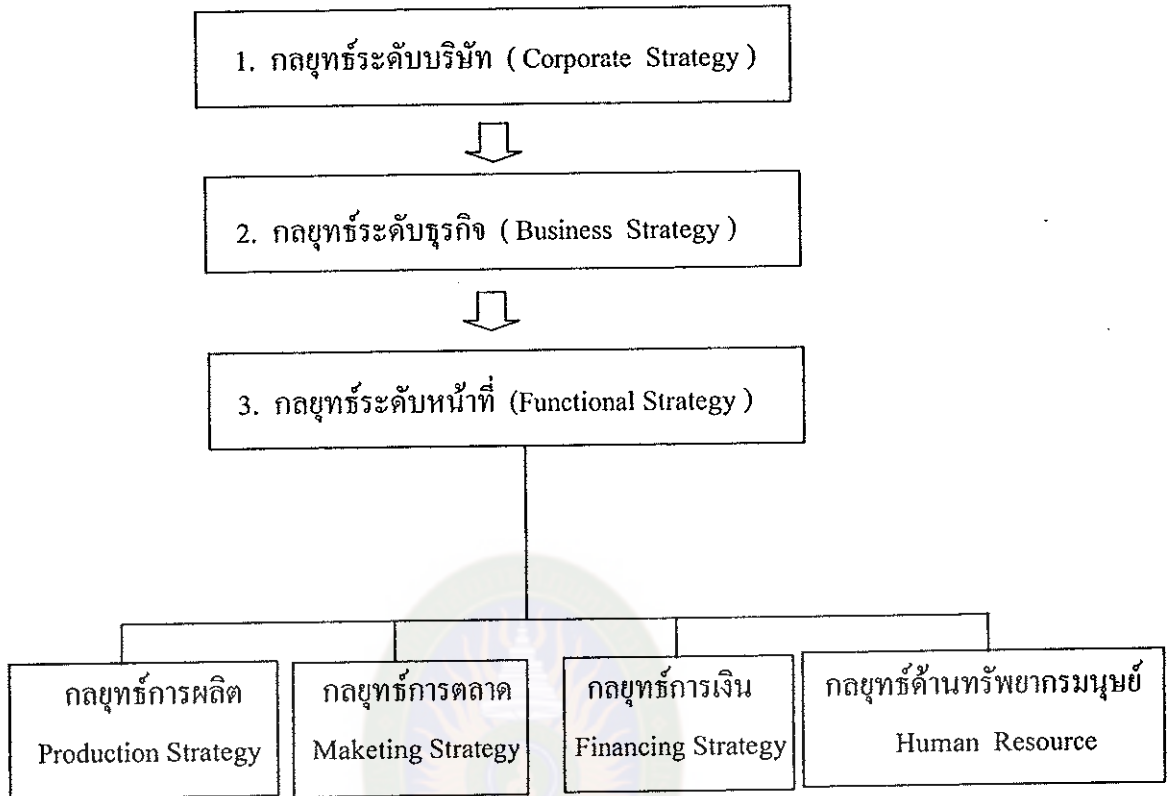 1. กลยุทธ์ระดับบริษัท ( Corporate Strategy )
2. กลยุทธ์ระดับธุรกิจ ( Business Strategy )
3. กลยุทธ์ระดับหน้าที่ (Functional Strategy )
กลยุทธ์การผลิต
Production Strategy
กลยุทธ์การตลาด
Maketing Strategy
กลยุทธ์การเงิน
Financing Strategy
กลยุทธ์ด้านทรัพยากรมนุษย์
Human Resource